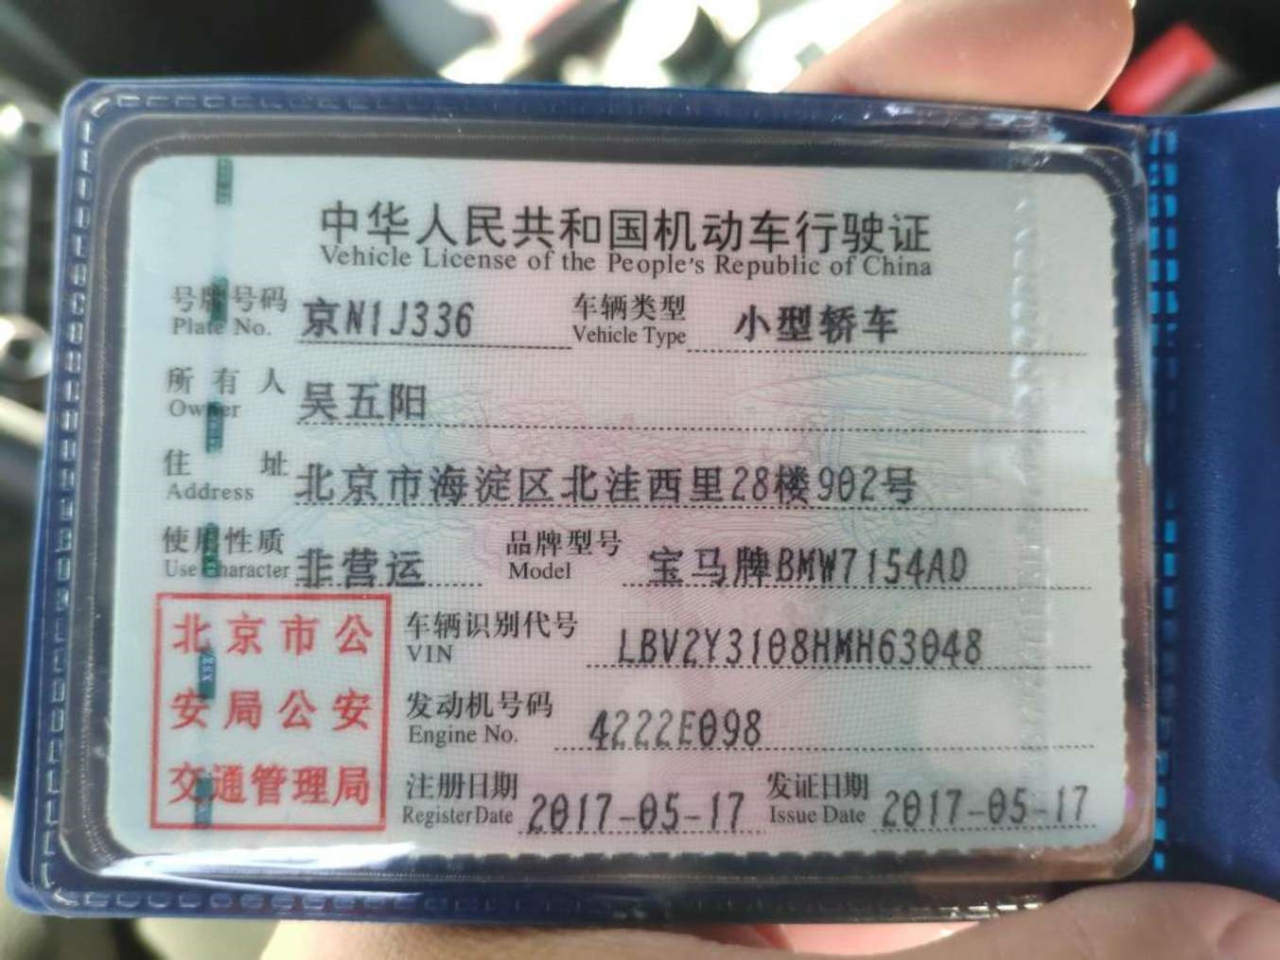 中华人民共和国机动车行驶证
Vehicle License of the People's Republic of China
号牌号码 京N1J336 车辆类型 小型轿车
Plate No. Vehicle Type
所有人 吴五阳
Owner
住址 北京市海淀区北洼西里28楼902号
Address
使用性质 非营运 品牌型号 宝马牌BMW7154AD
Use Character Model
北京市公
安局公安
交通管理局
车辆识别代号 LBV2Y3108HMH63048
VIN
发动机号码 4222E098
Engine No.
注册日期 2017-05-17 发证日期 2017-05-17
Register Date Issue Date